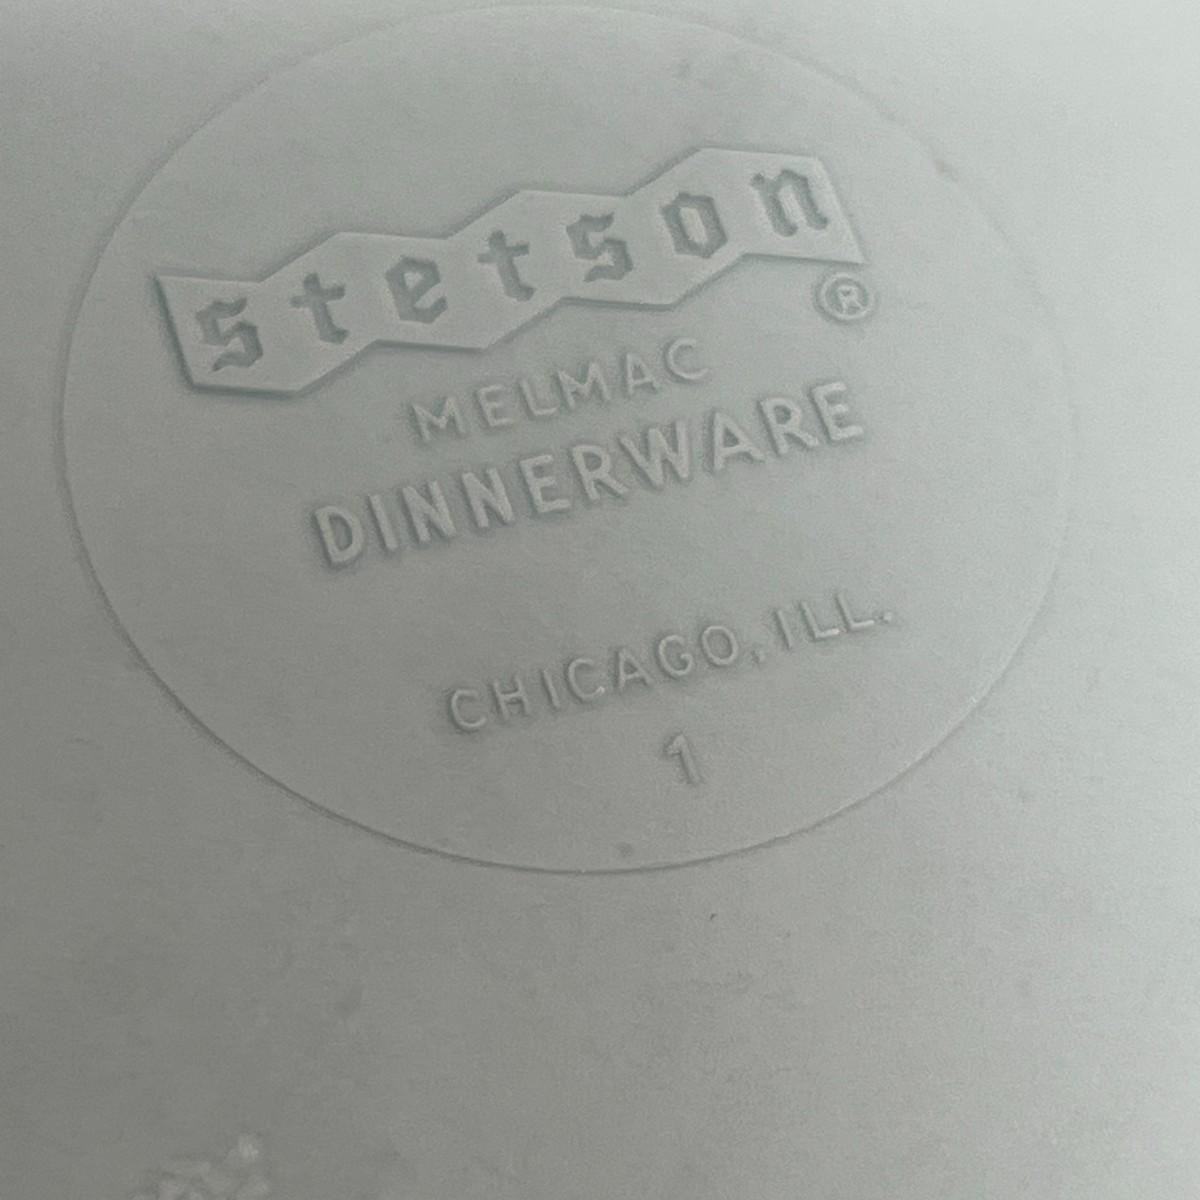 stetson
®
MELMAC
DINNERWARE
CHICAGO, ILL.
1